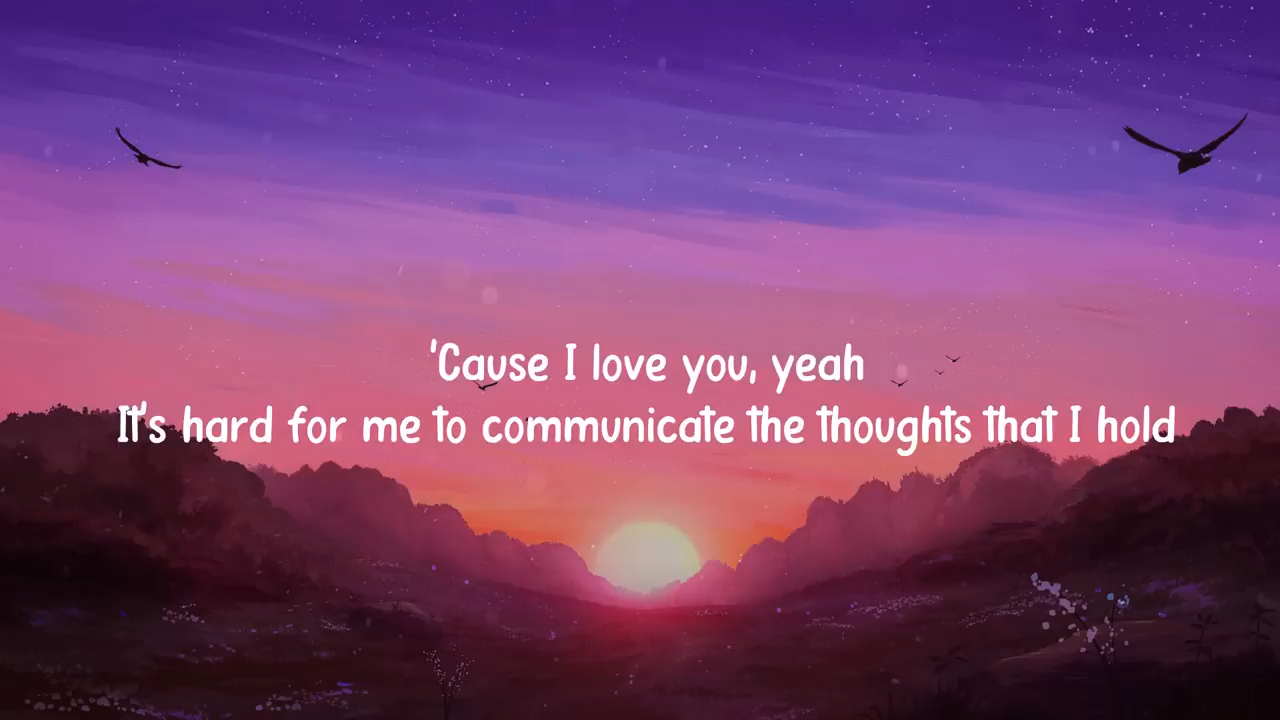 'Cause I love you, yeah
It's hard for me to communicate the thoughts that I hold